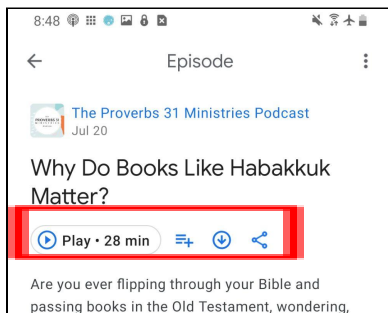 8:48
Episode
The Proverbs 31 Ministries Podcast
Jul 20
Why Do Books Like Habakkuk
Matter?
Play • 28 min
Are you ever flipping through your Bible and
passing books in the Old Testament, wondering,